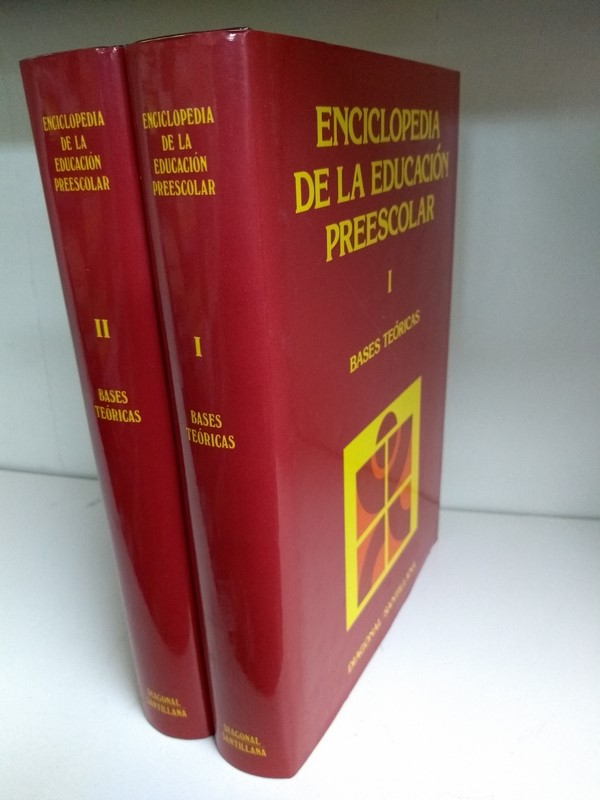 ENCICLOPEDIA
DE LA
EDUCACIÓN
PREESCOLAR
II
BASES
TEÓRICAS
DIAGONAL
SANTILLANA
ENCICLOPEDIA
DE LA
EDUCACIÓN
PREESCOLAR
I
BASES
TEÓRICAS
DIAGONAL
SANTILLANA
ENCICLOPEDIA
DE LA EDUCACIÓN
PREESCOLAR
I
BASES TEÓRICAS
DIAGONAL SANTILLANA